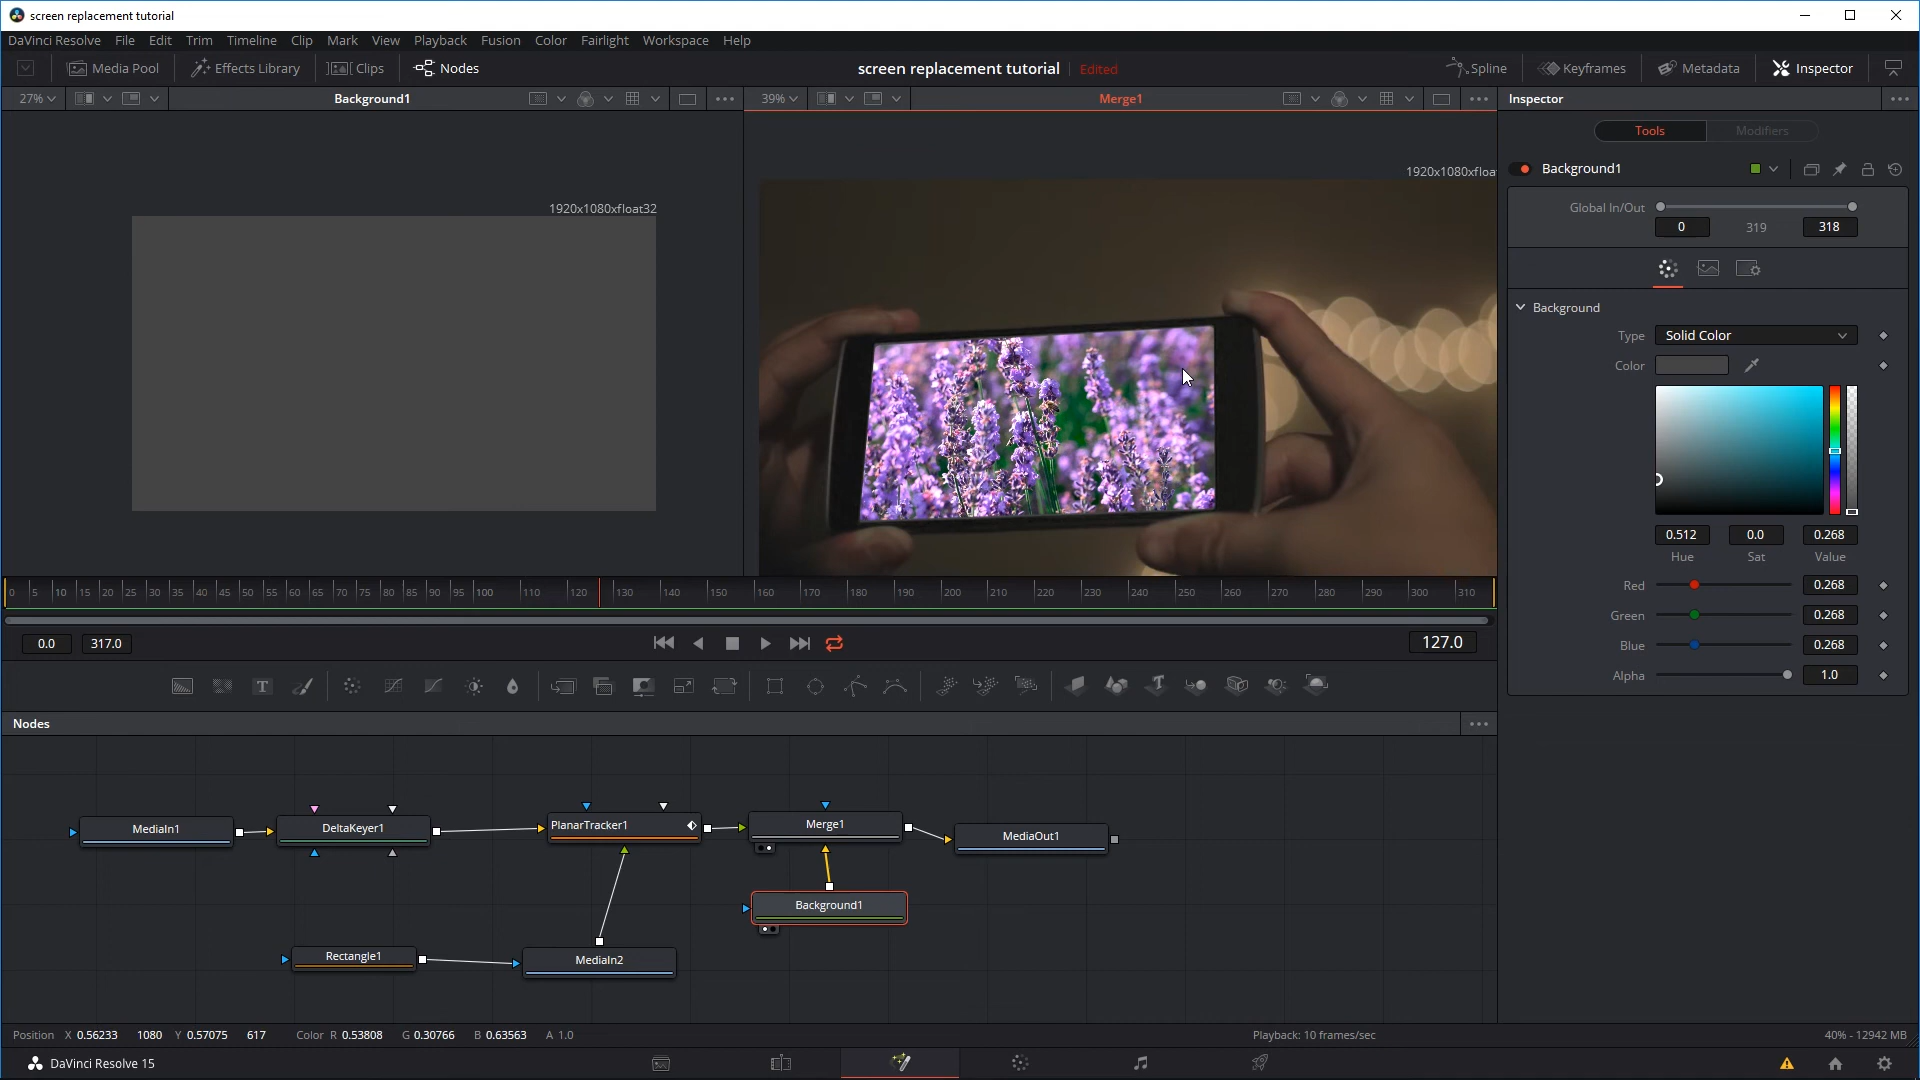 screen replacement tutorial
DaVinci Resolve File Edit Trim Timeline Clip Mark View Playback Fusion Color Fairlight Workspace Help
Media Pool Effects Library Clips Nodes screen replacement tutorial Edited Spline Keyframes Metadata Inspector
27% Background1 39% Merge1 Inspector
Tools Modifiers
Background1
1920x1080xfloa
1920x1080xfloat32
Global In/Out
0 319 318
Background
Type Solid Color
Color
0.512 0.0 0.268
Hue Sat Value
Red 0.268
Green 0.268
Blue 0.268
Alpha 1.0
0 5 10 15 20 25 30 35 40 45 50 55 60 65 70 75 80 85 90 95 100 110 120 130 140 150 160 170 180 190 200 210 220 230 240 250 260 270 280 290 300 310
0.0 317.0 127.0
T
Nodes
MediaIn1 DeltaKeyer1 PlanarTracker1 Merge1 MediaOut1
Background1
Rectangle1 MediaIn2
Position X 0.56233 1080 Y 0.57075 617 Color R 0.53808 G 0.30766 B 0.63563 A 1.0 Playback: 10 frames/sec 40% - 12942 MB
DaVinci Resolve 15